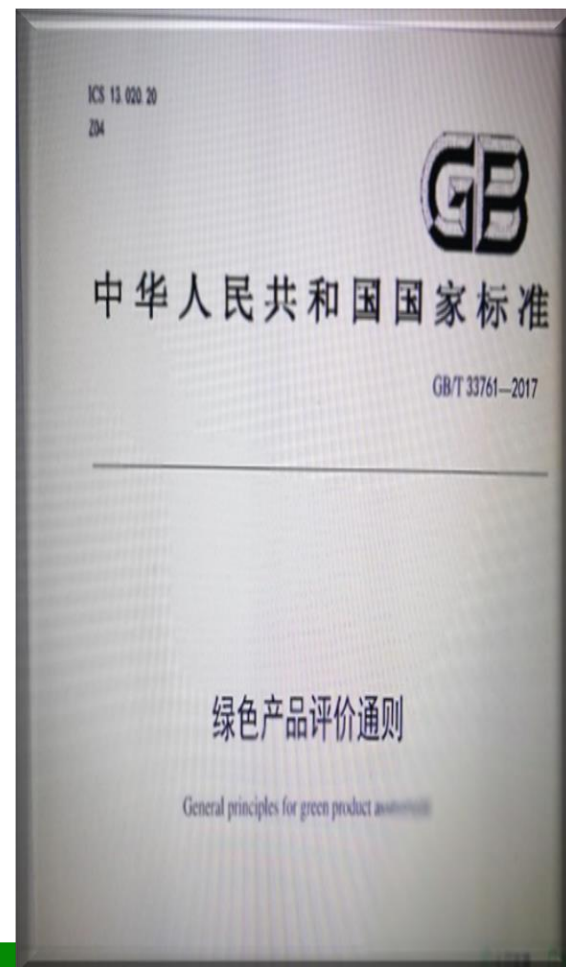 ICS 13.020.20
Z04
GB
中华人民共和国国家标准
GB/T 33761—2017
绿色产品评价通则
General principles for green product